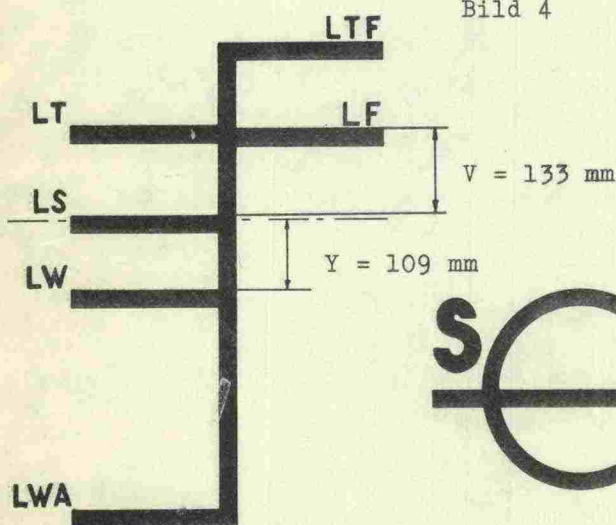 Bild 4
LTF
LT LF
V = 133 mm
LS
LW Y = 109 mm
S
LWA